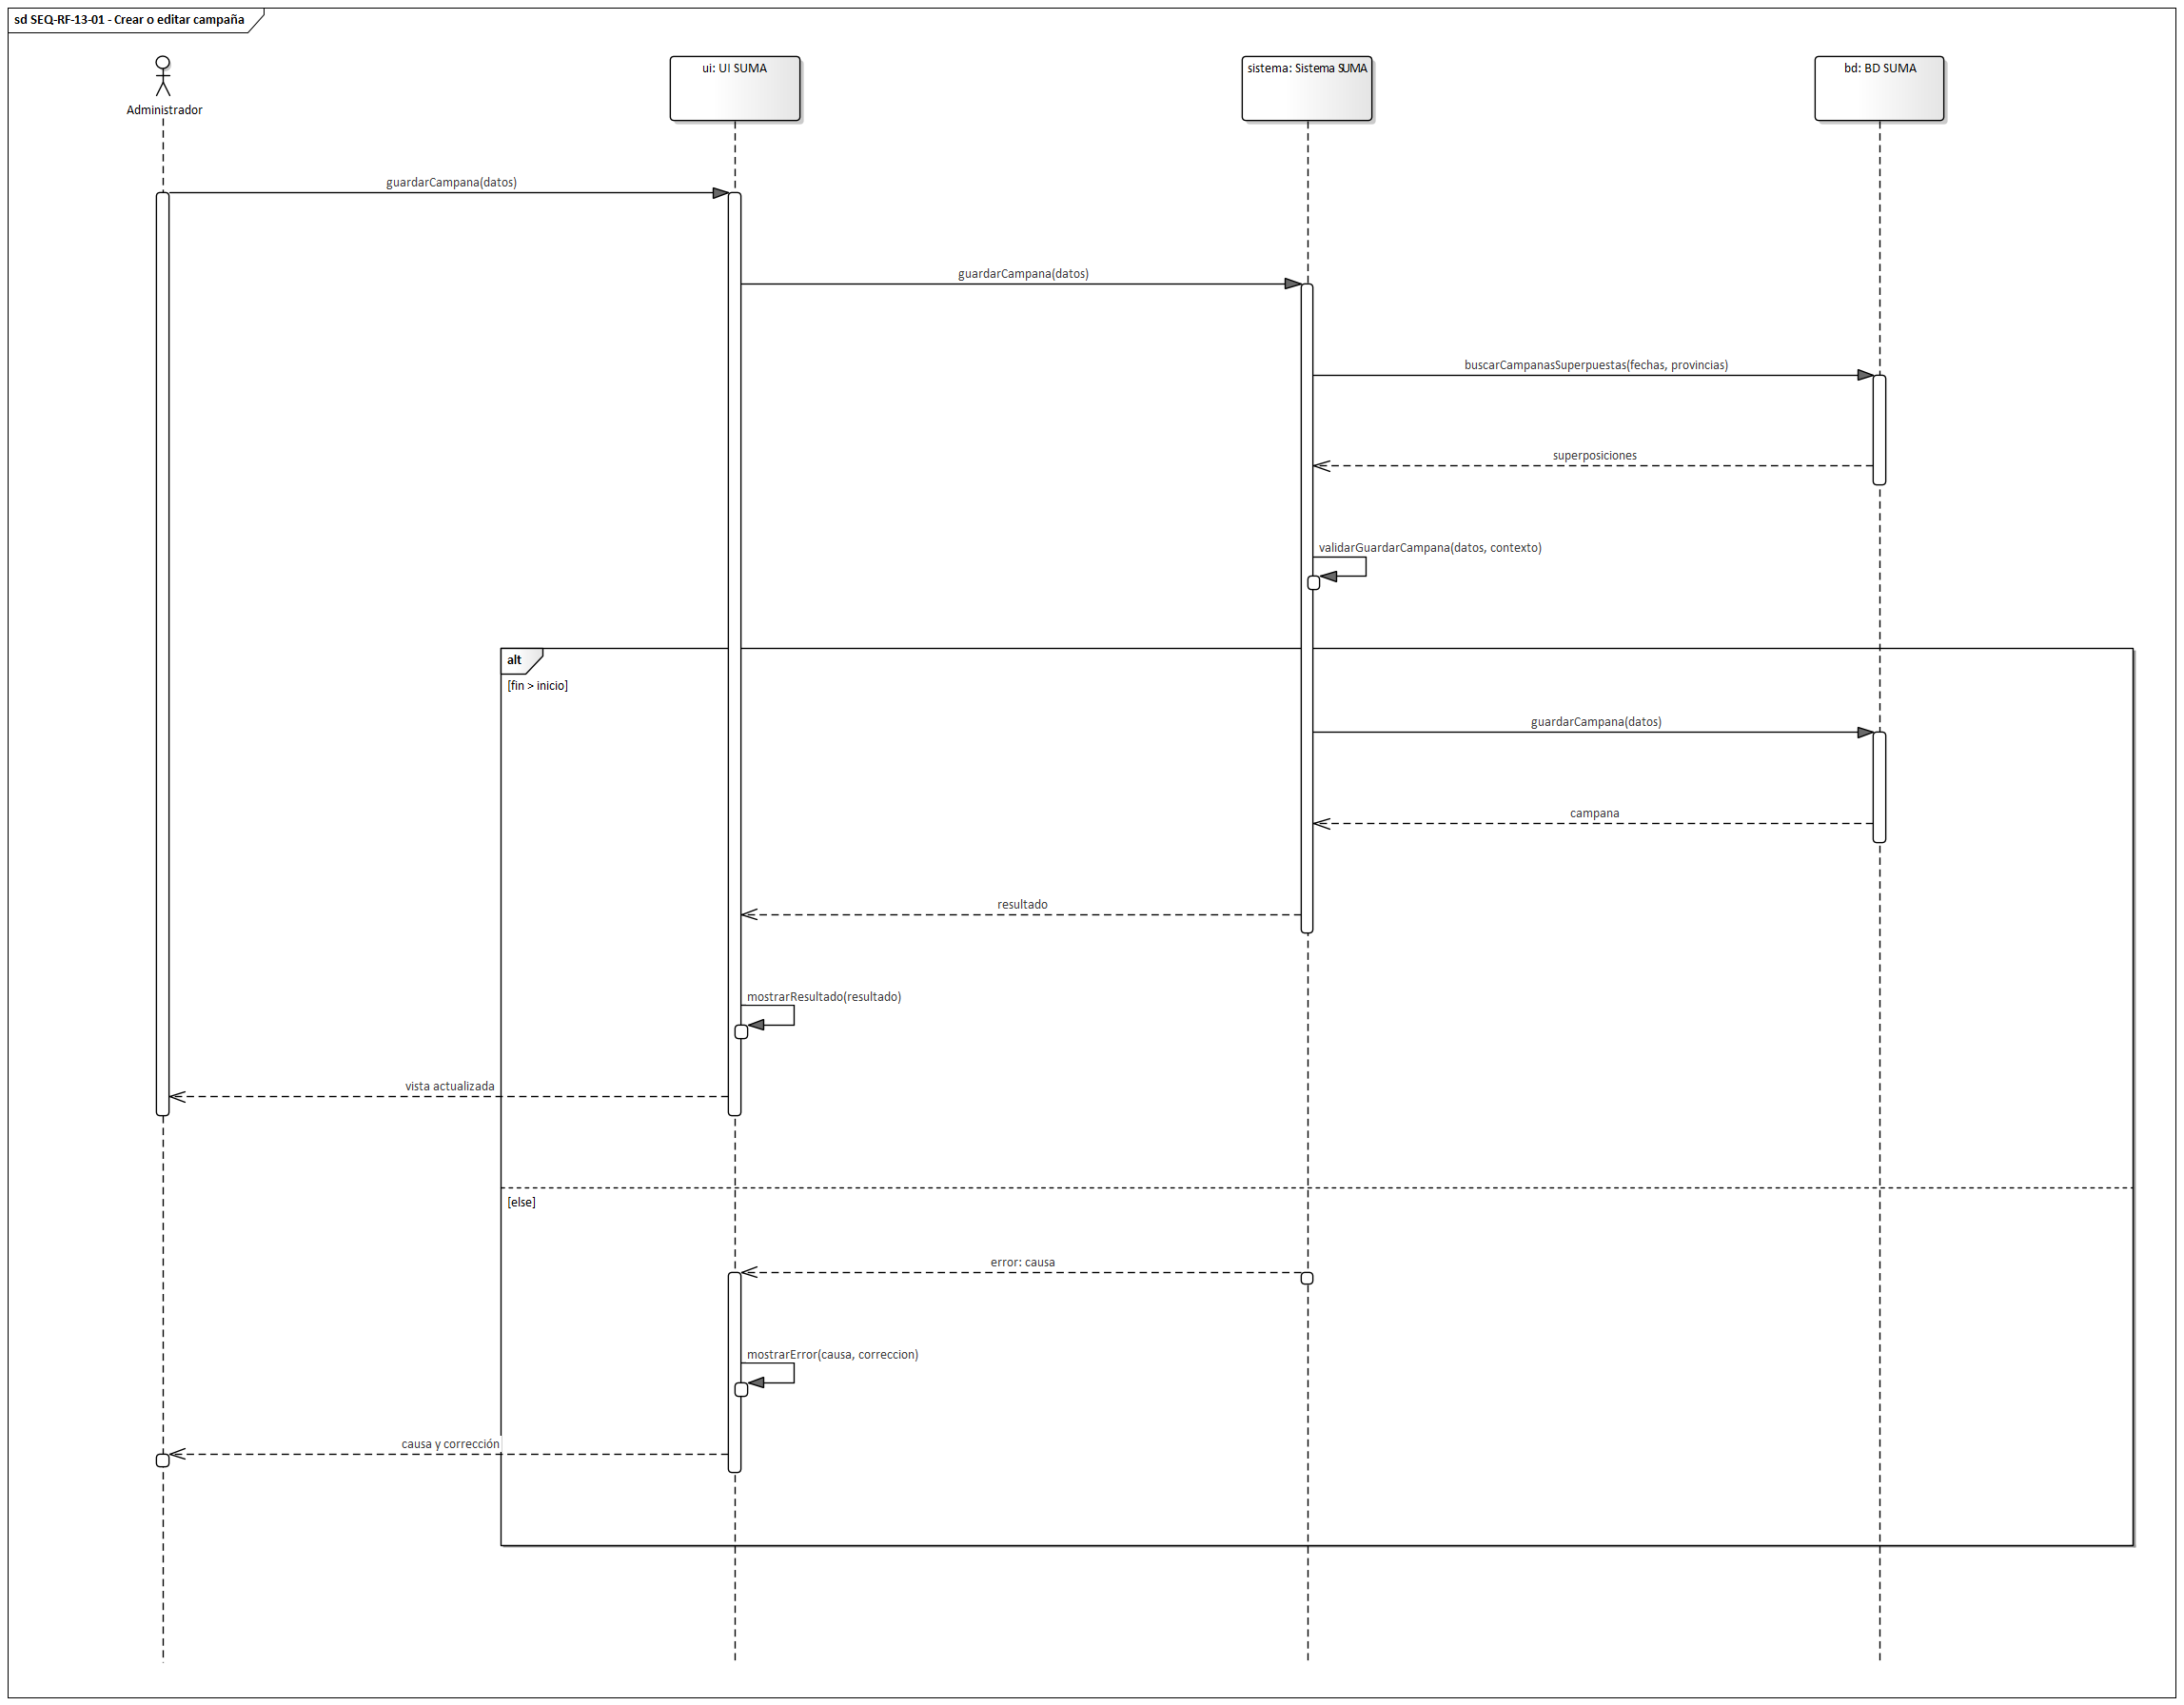 sd SEQ-RF-13-01 - Crear o editar campaña
Administrador
ui: UI SUMA
sistema: Sistema SUMA
bd: BD SUMA
guardarCampana(datos)
guardarCampana(datos)
buscarCampanasSuperpuestas(fechas, provincias)
superposiciones
validarGuardarCampana(datos, contexto)
alt
[fin > inicio]
guardarCampana(datos)
campana
resultado
mostrarResultado(resultado)
vista actualizada
[else]
error: causa
mostrarError(causa, correccion)
causa y corrección